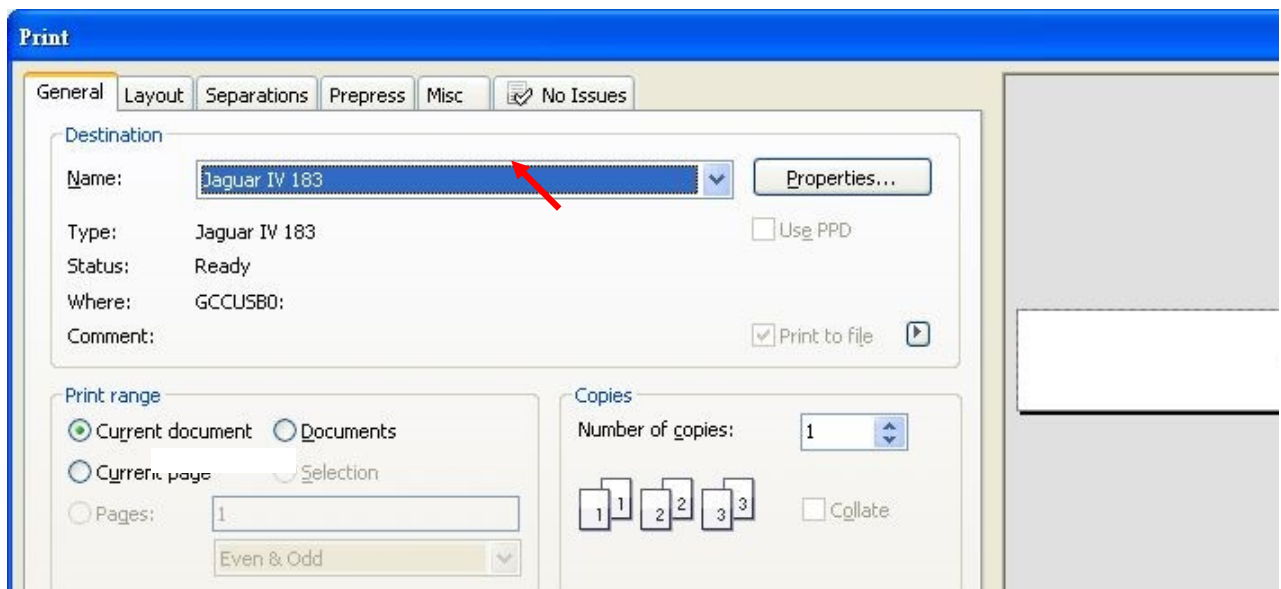 Print
General Layout Separations Prepress Misc No Issues
Destination
Name: Jaguar IV 183 Properties...
Type: Jaguar IV 183 Use PPD
Status: Ready
Where: GCCUSB0:
Comment: Print to file
Print range Copies
Current document Documents Number of copies: 1
Current page Selection
1 1 2 2 3 3 Collate
Pages: 1
Even & Odd